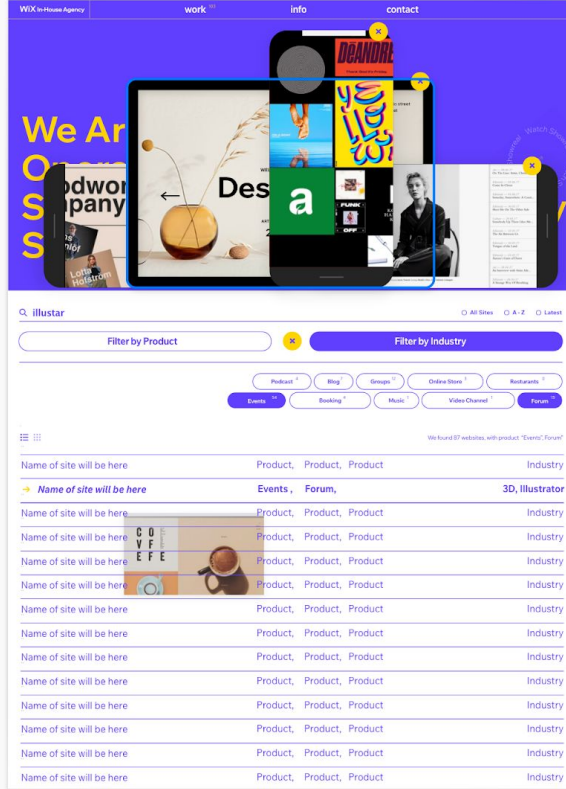 WiX In-House Agency
work
info
contact
We Ar
S
S
DeANDRE
odwor
mpany
Lotta
Hofström
Des
a
FUNK
OFF
illustar
All Sites
A - Z
Latest
Filter by Product
Filter by Industry
Podcast
Blog
Groups
Online Store
Resturants
Events
Booking
Music
Video Channel
Forum
We found 87 websites, with product "Events", Forum"
Name of site will be here Product, Product, Product Industry
→ Name of site will be here Events , Forum, 3D, Illustrator
Name of site will be here Product, Product, Product Industry
C O
V F
E F E
Name of site will be here Product, Product, Product Industry
Name of site will be here Product, Product, Product Industry
Name of site will be here Product, Product, Product Industry
Name of site will be here Product, Product, Product Industry
Name of site will be here Product, Product, Product Industry
Name of site will be here Product, Product, Product Industry
Name of site will be here Product, Product, Product Industry
Name of site will be here Product, Product, Product Industry
Name of site will be here Product, Product, Product Industry
Name of site will be here Product, Product, Product Industry
Name of site will be here Product, Product, Product Industry